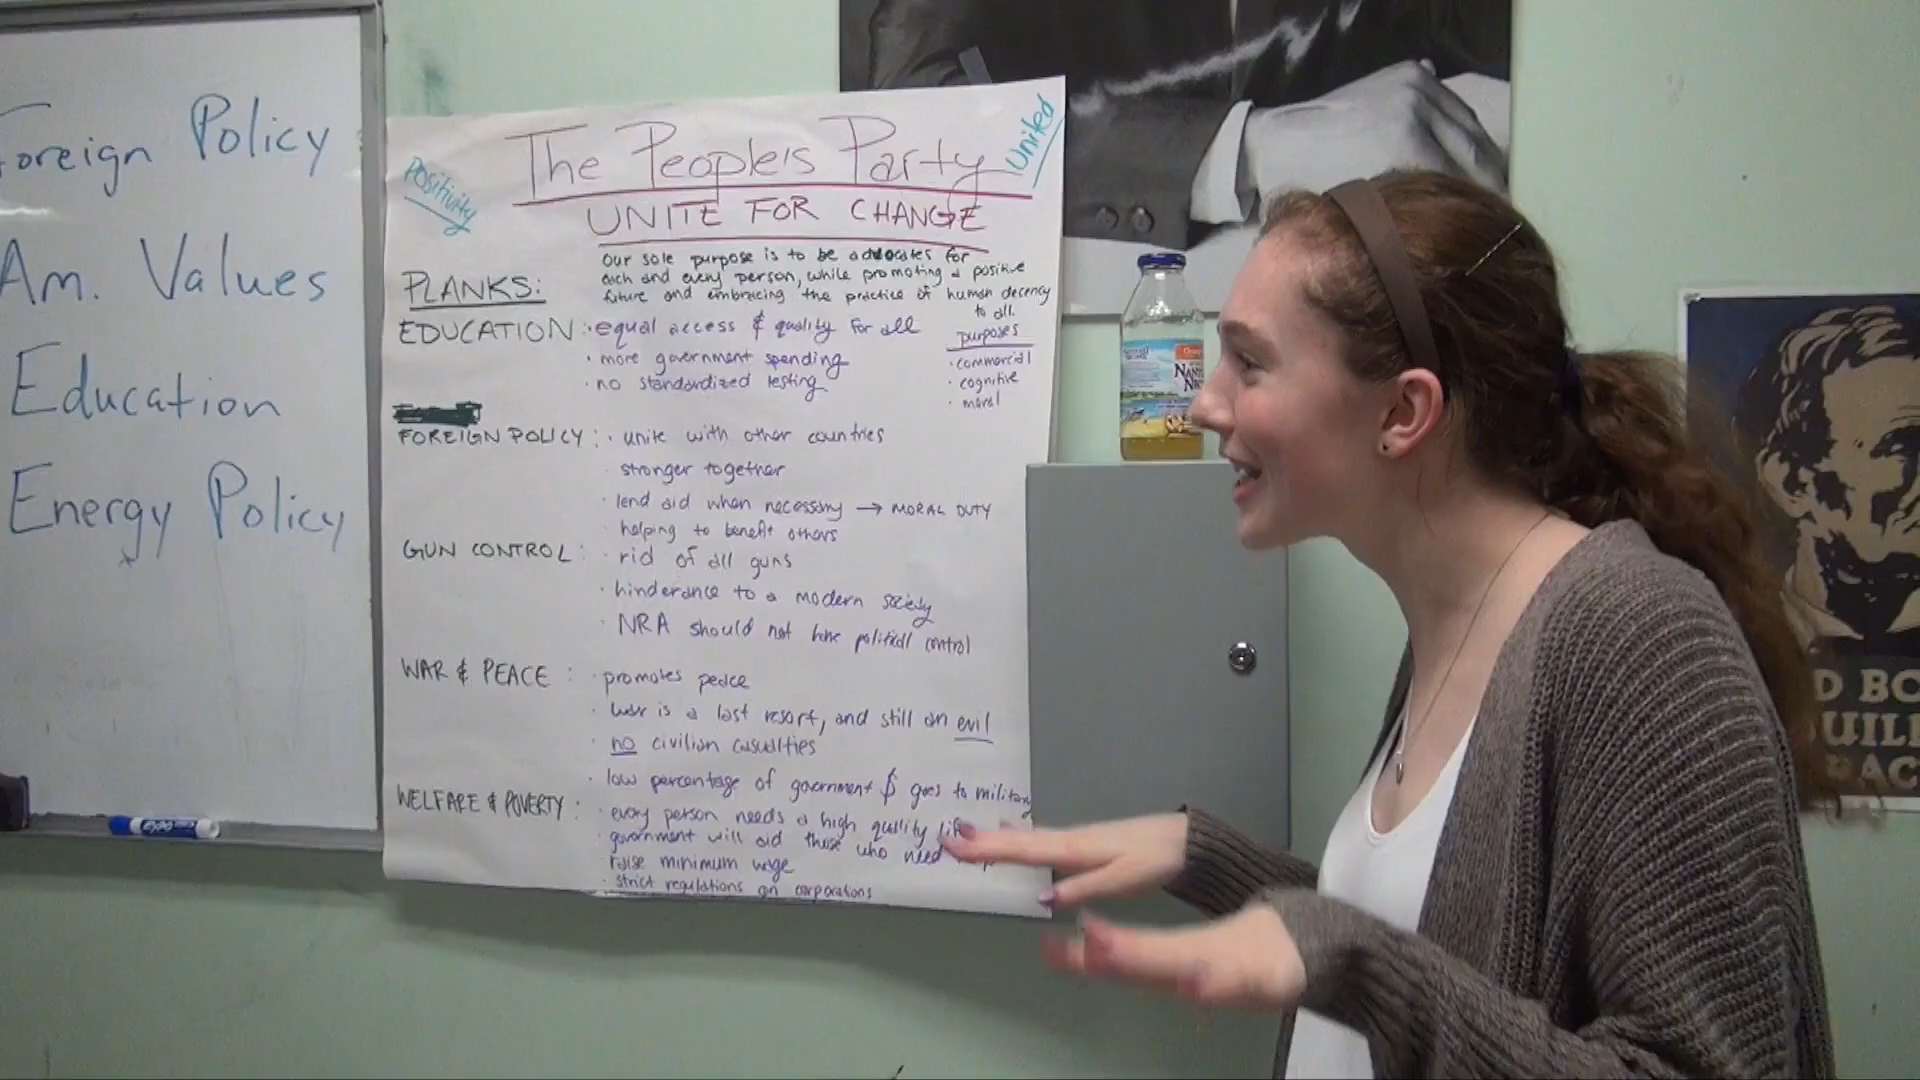 Foreign Policy
Am. Values
Education
Energy Policy
Positivity
United
The People's Party
UNITE FOR CHANGE
our sole purpose is to be advocates for
each and every person, while promoting a positive
future and embracing the practice of human decency
to all.
PLANKS:
EDUCATION: · equal access & quality for all
· more government spending
· no standardized testing
purposes
· commercial
· cognitive
· moral
FOREIGN POLICY: · unite with other countries
· stronger together
· lend aid when necessary → MORAL DUTY
· helping to benefit others
GUN CONTROL: · rid of all guns
· hinderance to a modern society
· NRA should not have political control
WAR & PEACE: · promotes peace
· war is a last resort, and still an evil
· no civilian casualties
· low percentage of government $ goes to military
WELFARE & POVERTY: · every person needs a high quality life
· government will aid those who need
· raise minimum wage
· strict regulations on corporations
EXPO